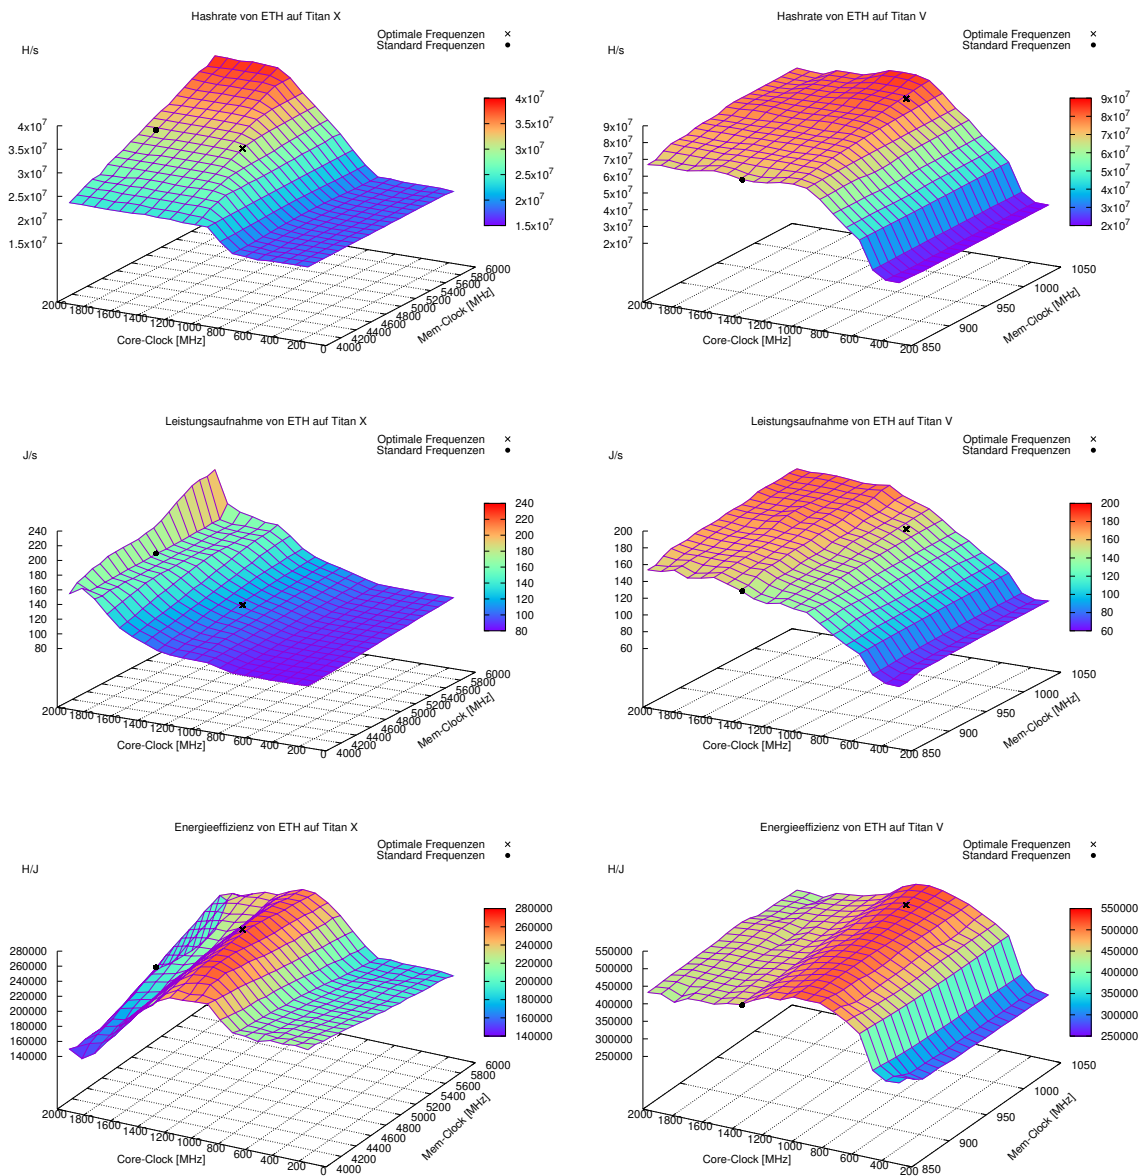 Hashrate von ETH auf Titan X
Optimale Frequenzen
Standard Frequenzen
H/s
4x10^7
3.5x10^7
3x10^7
2.5x10^7
2x10^7
1.5x10^7
4x10^7
3.5x10^7
3x10^7
2.5x10^7
2x10^7
1.5x10^7
2000 1800 1600 1400 1200 1000 800 600 400 200 0
Core-Clock [MHz]
4000 4200 4400 4600 4800 5000 5200 5400 5600 5800 6000
Mem-Clock [MHz]
Hashrate von ETH auf Titan V
Optimale Frequenzen
Standard Frequenzen
H/s
9x10^7
8x10^7
7x10^7
6x10^7
5x10^7
4x10^7
3x10^7
2x10^7
9x10^7
8x10^7
7x10^7
6x10^7
5x10^7
4x10^7
3x10^7
2x10^7
2000 1800 1600 1400 1200 1000 800 600 400 200
Core-Clock [MHz]
850 900 950 1000 1050
Mem-Clock [MHz]
Leistungsaufnahme von ETH auf Titan X
Optimale Frequenzen
Standard Frequenzen
J/s
240
220
200
180
160
140
120
100
80
240
220
200
180
160
140
120
100
80
2000 1800 1600 1400 1200 1000 800 600 400 200 0
Core-Clock [MHz]
4000 4200 4400 4600 4800 5000 5200 5400 5600 5800 6000
Mem-Clock [MHz]
Leistungsaufnahme von ETH auf Titan V
Optimale Frequenzen
Standard Frequenzen
J/s
200
180
160
140
120
100
80
60
200
180
160
140
120
100
80
60
2000 1800 1600 1400 1200 1000 800 600 400 200
Core-Clock [MHz]
850 900 950 1000 1050
Mem-Clock [MHz]
Energieeffizienz von ETH auf Titan X
Optimale Frequenzen
Standard Frequenzen
H/J
280000
260000
240000
220000
200000
180000
160000
140000
280000
260000
240000
220000
200000
180000
160000
140000
2000 1800 1600 1400 1200 1000 800 600 400 200 0
Core-Clock [MHz]
4000 4200 4400 4600 4800 5000 5200 5400 5600 5800 6000
Mem-Clock [MHz]
Energieeffizienz von ETH auf Titan V
Optimale Frequenzen
Standard Frequenzen
H/J
550000
500000
450000
400000
350000
300000
250000
550000
500000
450000
400000
350000
300000
250000
2000 1800 1600 1400 1200 1000 800 600 400 200
Core-Clock [MHz]
850 900 950 1000 1050
Mem-Clock [MHz]